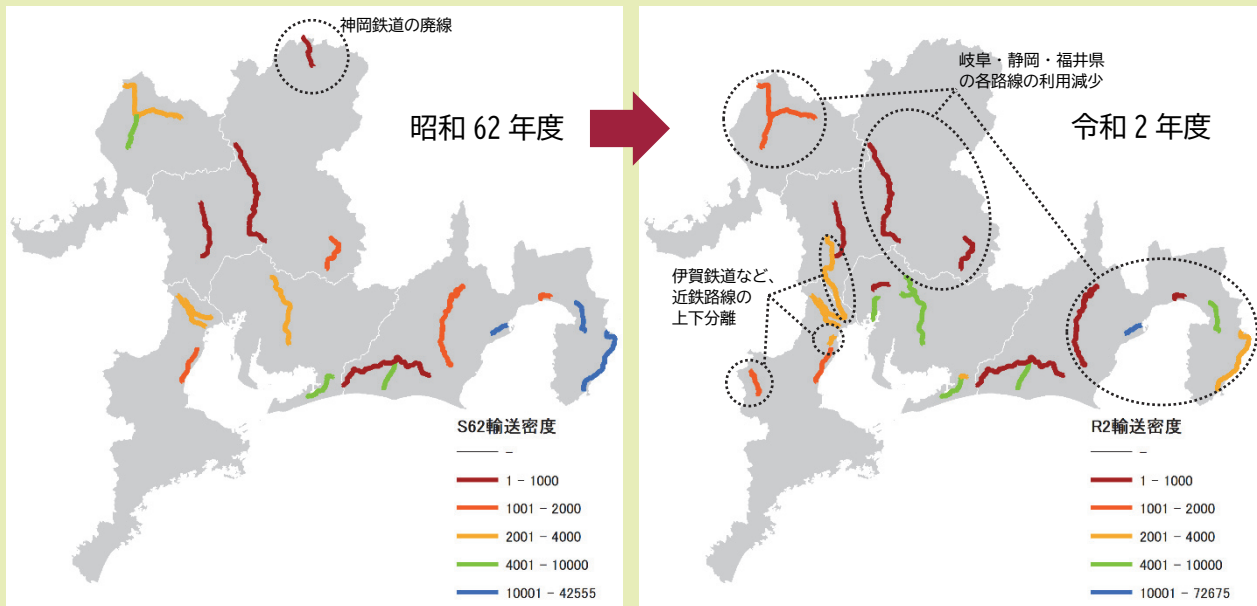 神岡鉄道の廃線
昭和 62 年度
S62輸送密度
–
1 – 1000
1001 – 2000
2001 – 4000
4001 – 10000
10001 – 42555
岐阜・静岡・福井県
の各路線の利用減少
令和 2 年度
伊賀鉄道など、
近鉄路線の
上下分離
R2輸送密度
–
1 – 1000
1001 – 2000
2001 – 4000
4001 – 10000
10001 – 72675